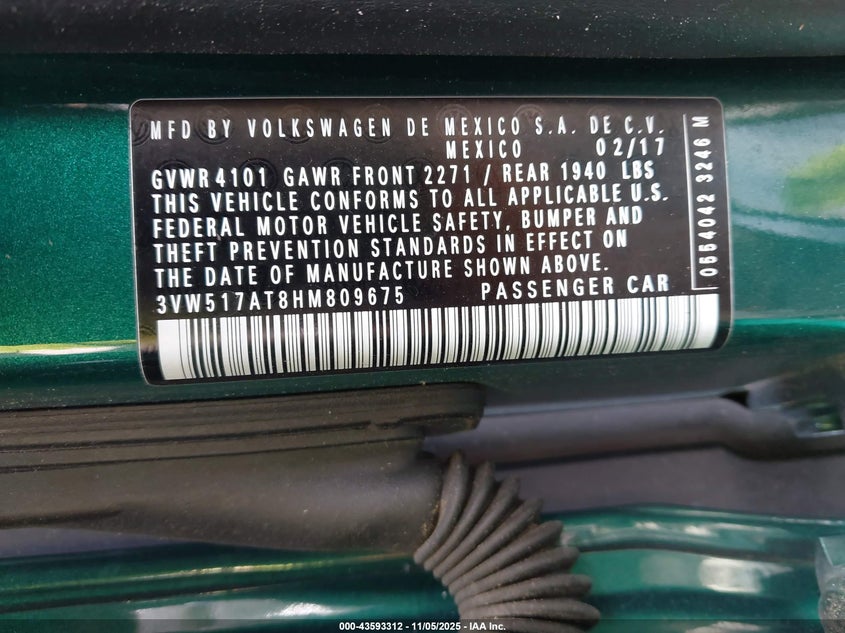 MFD BY VOLKSWAGEN DE MEXICO S.A. DE C.V.
MEXICO 02/17
GVWR 4101 GAWR FRONT 2271 / REAR 1940 LBS
THIS VEHICLE CONFORMS TO ALL APPLICABLE U.S.
FEDERAL MOTOR VEHICLE SAFETY, BUMPER AND
THEFT PREVENTION STANDARDS IN EFFECT ON
THE DATE OF MANUFACTURE SHOWN ABOVE.
3VW517AT8HM809675 PASSENGER CAR
0654042 3246 M
000-43593312 - 11/05/2025 - IAA Inc.